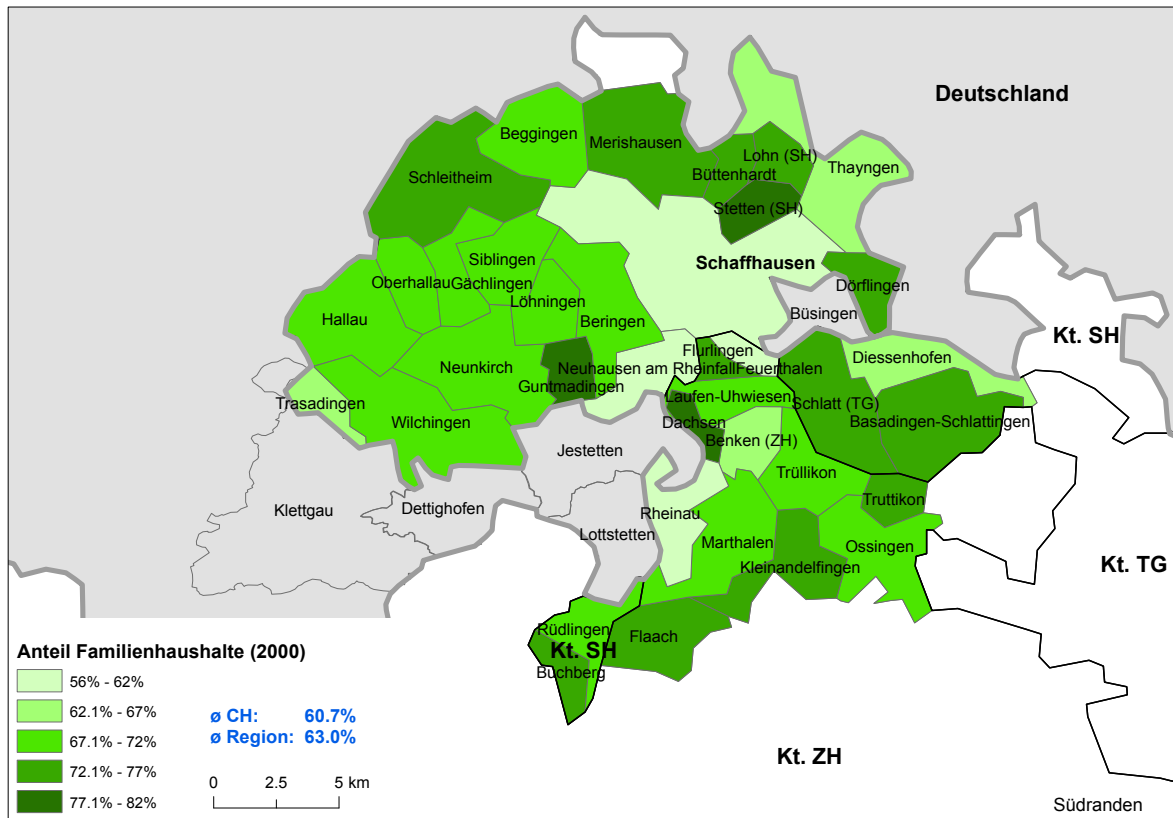 Deutschland
Beggingen
Merishausen
Lohn (SH)
Thayngen
Büttenhardt
Schleitheim
Stetten (SH)
Siblingen
Schaffhausen
Oberhallau
Gächlingen
Dörflingen
Löhningen
Büsingen
Hallau
Beringen
Kt. SH
Flurlingen
Diessenhofen
Neunkirch
Neuhausen am Rheinfall
Feuerthalen
Guntmadingen
Laufen-Uhwiesen
Trasadingen
Schlatt (TG)
Wilchingen
Dachsen
Basadingen-Schlattingen
Benken (ZH)
Jestetten
Trüllikon
Truttikon
Klettgau
Dettighofen
Rheinau
Lottstetten
Marthalen
Ossingen
Kt. TG
Kleinandelfingen
Rüdlingen
Flaach
Kt. SH
Buchberg
Anteil Familienhaushalte (2000)
56% - 62%
62.1% - 67%
67.1% - 72%
72.1% - 77%
77.1% - 82%
ø CH: 60.7%
ø Region: 63.0%
0 2.5 5 km
Kt. ZH
Südranden